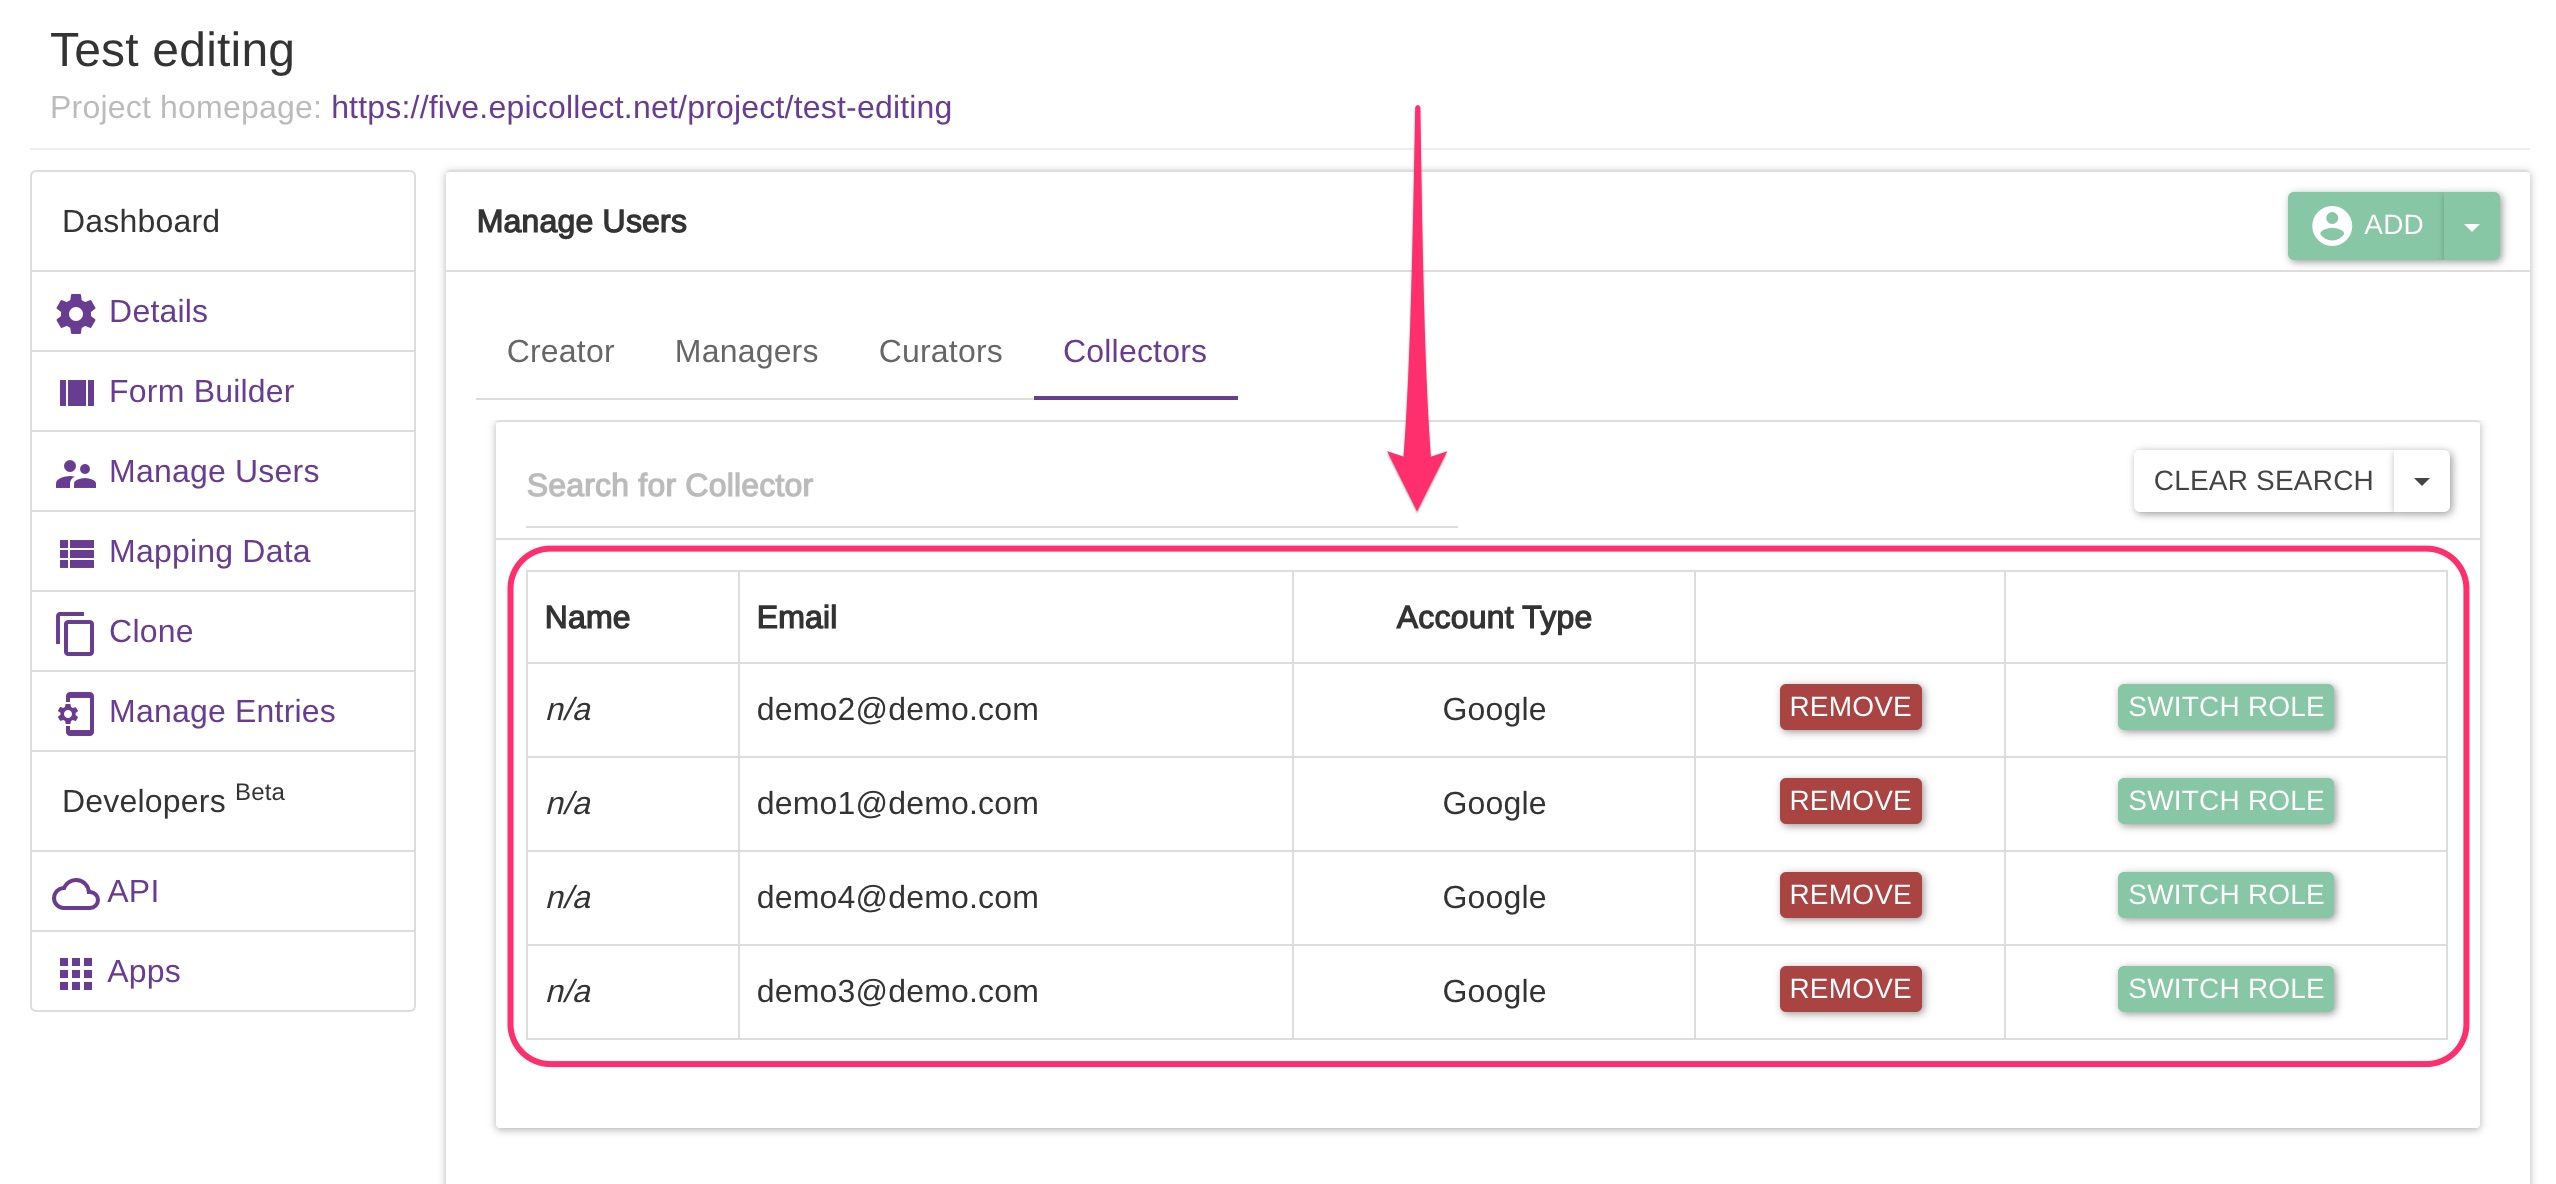 Test editing
Project homepage: https://five.epicollect.net/project/test-editing
Dashboard
Details
Form Builder
Manage Users
Mapping Data
Clone
Manage Entries
Developers Beta
API
Apps
Manage Users
ADD
Creator Managers Curators Collectors
Search for Collector
CLEAR SEARCH
Name Email Account Type
n/a demo2@demo.com Google REMOVE SWITCH ROLE
n/a demo1@demo.com Google REMOVE SWITCH ROLE
n/a demo4@demo.com Google REMOVE SWITCH ROLE
n/a demo3@demo.com Google REMOVE SWITCH ROLE